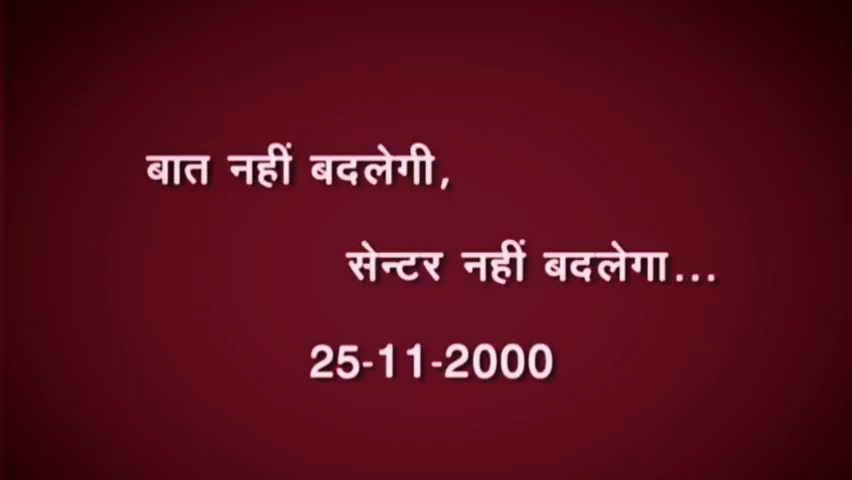 बात नहीं बदलेगी,
सेन्टर नहीं बदलेगा...
25-11-2000